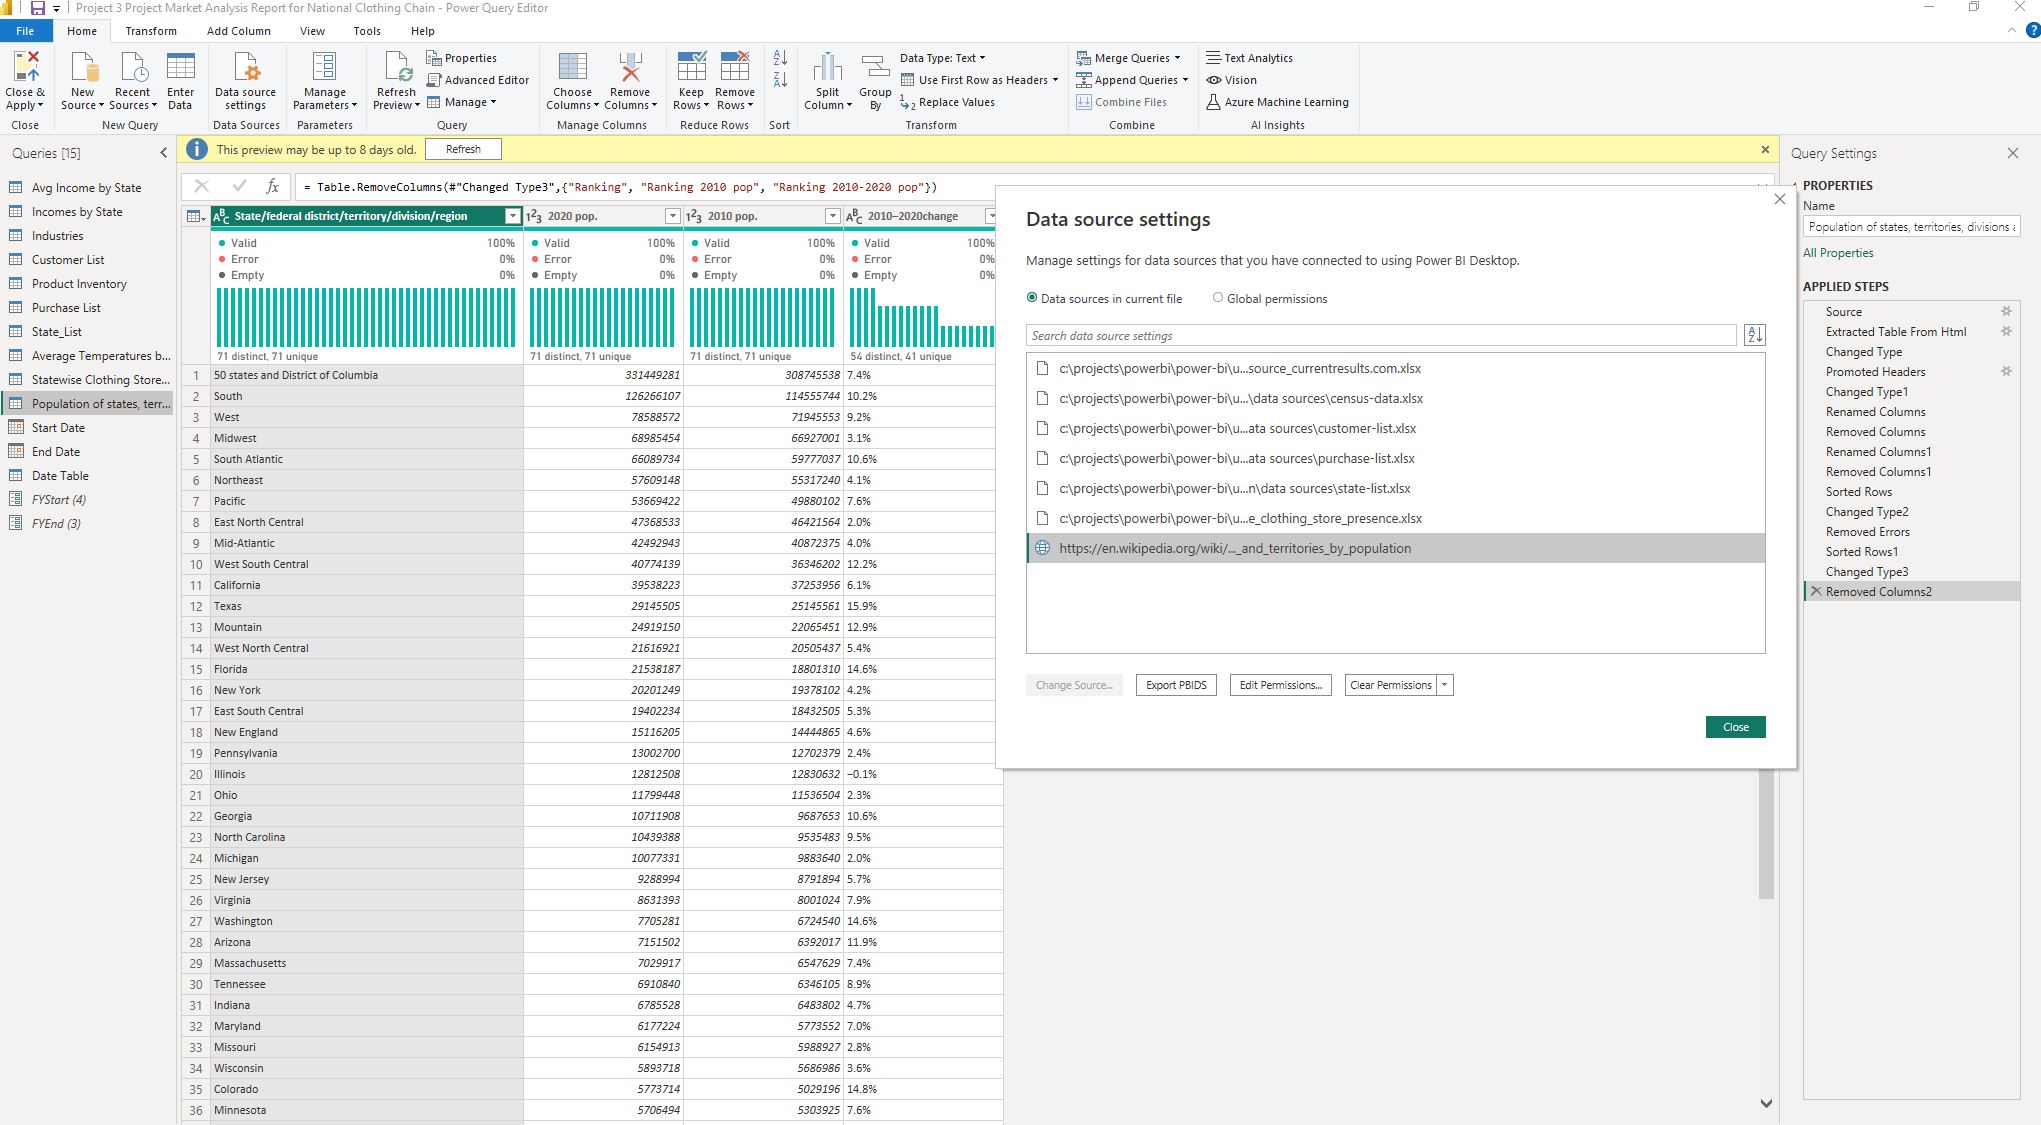 Project 3 Project Market Analysis Report for National Clothing Chain - Power Query Editor
File Home Transform Add Column View Tools Help
Close & Apply
Close
New Source
Recent Sources
Enter Data
New Query
Data source settings
Data Sources
Manage Parameters
Parameters
Refresh Preview
Properties
Advanced Editor
Manage
Query
Choose Columns
Remove Columns
Manage Columns
Keep Rows
Remove Rows
Reduce Rows
Sort
Split Column
Group By
Data Type: Text
Use First Row as Headers
Replace Values
Transform
Merge Queries
Append Queries
Combine Files
Combine
Text Analytics
Vision
Azure Machine Learning
AI Insights
Queries [15]
Avg Income by State
Incomes by State
Industries
Customer List
Product Inventory
Purchase List
State_List
Average Temperatures b...
Statewise Clothing Store...
Population of states, terr...
Start Date
End Date
Date Table
FYStart (4)
FYEnd (3)
This preview may be up to 8 days old. Refresh
fx = Table.RemoveColumns(#"Changed Type3",{"Ranking", "Ranking 2010 pop", "Ranking 2010-2020 pop"})
State/federal district/territory/division/region 2020 pop. 2010 pop. 2010–2020change
Valid 100% Valid 100% Valid 100% Valid 100%
Error 0% Error 0% Error 0% Error 0%
Empty 0% Empty 0% Empty 0% Empty 0%
71 distinct, 71 unique 71 distinct, 71 unique 71 distinct, 71 unique 54 distinct, 41 unique
1 50 states and District of Columbia 331449281 308745538 7.4%
2 South 126266107 114555744 10.2%
3 West 78588572 71945553 9.2%
4 Midwest 68985454 66927001 3.1%
5 South Atlantic 66089734 59777037 10.6%
6 Northeast 57609148 55317240 4.1%
7 Pacific 53669422 49880102 7.6%
8 East North Central 47368533 46421564 2.0%
9 Mid-Atlantic 42492943 40872375 4.0%
10 West South Central 40774139 36346202 12.2%
11 California 39538223 37253956 6.1%
12 Texas 29145505 25145561 15.9%
13 Mountain 24919150 22065451 12.9%
14 West North Central 21616921 20505437 5.4%
15 Florida 21538187 18801310 14.6%
16 New York 20201249 19378102 4.2%
17 East South Central 19402234 18432505 5.3%
18 New England 15116205 14444865 4.6%
19 Pennsylvania 13002700 12702379 2.4%
20 Illinois 12812508 12830632 −0.1%
21 Ohio 11799448 11536504 2.3%
22 Georgia 10711908 9687653 10.6%
23 North Carolina 10439388 9535483 9.5%
24 Michigan 10077331 9883640 2.0%
25 New Jersey 9288994 8791894 5.7%
26 Virginia 8631393 8001024 7.9%
27 Washington 7705281 6724540 14.6%
28 Arizona 7151502 6392017 11.9%
29 Massachusetts 7029917 6547629 7.4%
30 Tennessee 6910840 6346105 8.9%
31 Indiana 6785528 6483802 4.7%
32 Maryland 6177224 5773552 7.0%
33 Missouri 6154913 5988927 2.8%
34 Wisconsin 5893718 5686986 3.6%
35 Colorado 5773714 5029196 14.8%
36 Minnesota 5706494 5303925 7.6%
Data source settings
Manage settings for data sources that you have connected to using Power BI Desktop.
Data sources in current file Global permissions
Search data source settings
c:\projects\powerbi\power-bi\u...source_currentresults.com.xlsx
c:\projects\powerbi\power-bi\u...\data sources\census-data.xlsx
c:\projects\powerbi\power-bi\u...ata sources\customer-list.xlsx
c:\projects\powerbi\power-bi\u...ata sources\purchase-list.xlsx
c:\projects\powerbi\power-bi\u...n\data sources\state-list.xlsx
c:\projects\powerbi\power-bi\u...e_clothing_store_presence.xlsx
https://en.wikipedia.org/wiki/..._and_territories_by_population
Change Source... Export PBIDS Edit Permissions... Clear Permissions
Close
Query Settings
PROPERTIES
Name
Population of states, territories, divisions
All Properties
APPLIED STEPS
Source
Extracted Table From Html
Changed Type
Promoted Headers
Changed Type1
Renamed Columns
Removed Columns
Renamed Columns1
Removed Columns1
Sorted Rows
Changed Type2
Removed Errors
Sorted Rows1
Changed Type3
Removed Columns2